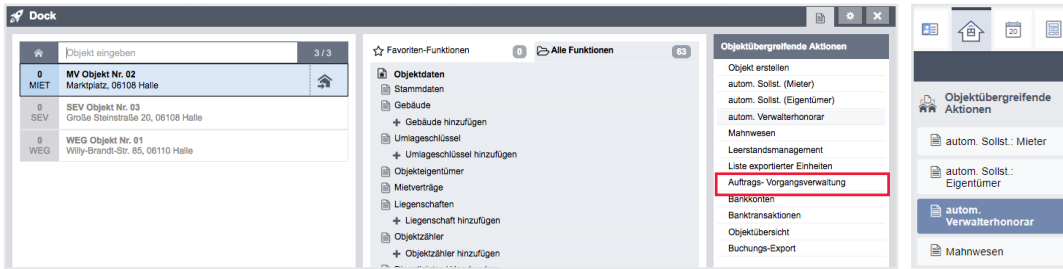 Dock
Objekt eingeben
3 / 3
0
MIET
MV Objekt Nr. 02
Marktplatz, 06108 Halle
0
SEV
SEV Objekt Nr. 03
Große Steinstraße 20, 06108 Halle
0
WEG
WEG Objekt Nr. 01
Willy-Brandt-Str. 85, 06110 Halle
Favoriten-Funktionen 0
Alle Funktionen 63
Objektdaten
Stammdaten
Gebäude
+ Gebäude hinzufügen
Umlageschlüssel
+ Umlageschlüssel hinzufügen
Objekteigentümer
Mietverträge
Liegenschaften
+ Liegenschaft hinzufügen
Objektzähler
+ Objektzähler hinzufügen
Objektübergreifende Aktionen
Objekt erstellen
autom. Sollst. (Mieter)
autom. Sollst. (Eigentümer)
autom. Verwalterhonorar
Mahnwesen
Leerstandsmanagement
Liste exportierter Einheiten
Auftrags- Vorgangsverwaltung
Bankkonten
Banktransaktionen
Objektübersicht
Buchungs-Export
20
Objektübergreifende
Aktionen
autom. Sollst.: Mieter
autom. Sollst.:
Eigentümer
autom.
Verwalterhonorar
Mahnwesen